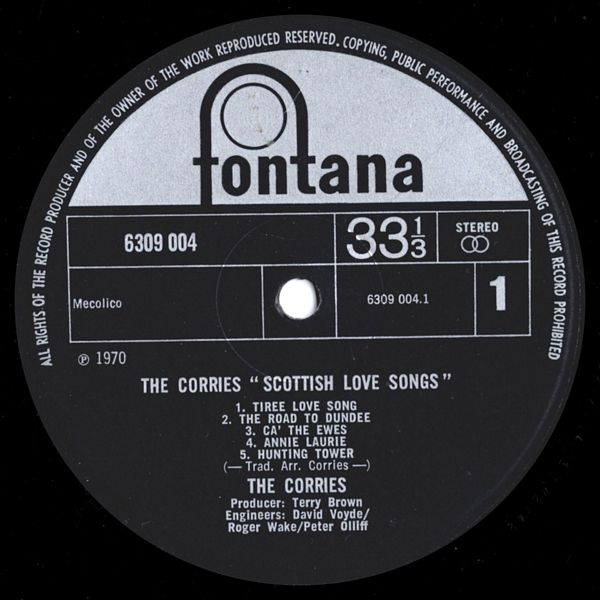 ALL RIGHTS OF THE RECORD PRODUCER AND OF THE OWNER OF THE WORK REPRODUCED RESERVED. COPYING, PUBLIC PERFORMANCE AND BROADCASTING OF THIS RECORD PROHIBITED
fontana
6309 004
33 1/3
STEREO
Mecolico
6309 004.1
1
℗ 1970
THE CORRIES “SCOTTISH LOVE SONGS”
1. TIREE LOVE SONG
2. THE ROAD TO DUNDEE
3. CA' THE EWES
4. ANNIE LAURIE
5. HUNTING TOWER
(—Trad. Arr. Corries—)
THE CORRIES
Producer: Terry Brown
Engineers: David Voyde/
Roger Wake/Peter Olliff